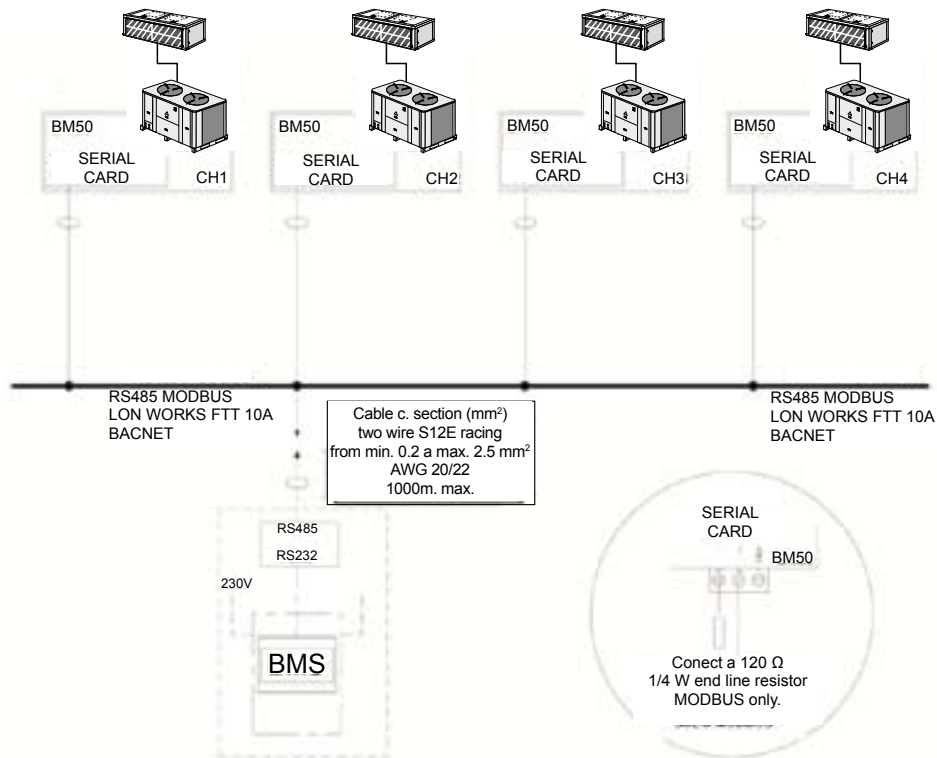 BM50
SERIAL
CARD
CH1
BM50
SERIAL
CARD
CH2
BM50
SERIAL
CARD
CH3
BM50
SERIAL
CARD
CH4
RS485 MODBUS
LON WORKS FTT 10A
BACNET
Cable c. section (mm²)
two wire S12E racing
from min. 0.2 a max. 2.5 mm²
AWG 20/22
1000m. max.
RS485 MODBUS
LON WORKS FTT 10A
BACNET
RS485
RS232
230V
BMS
SERIAL
CARD
BM50
Conect a 120 Ω
1/4 W end line resistor
MODBUS only.